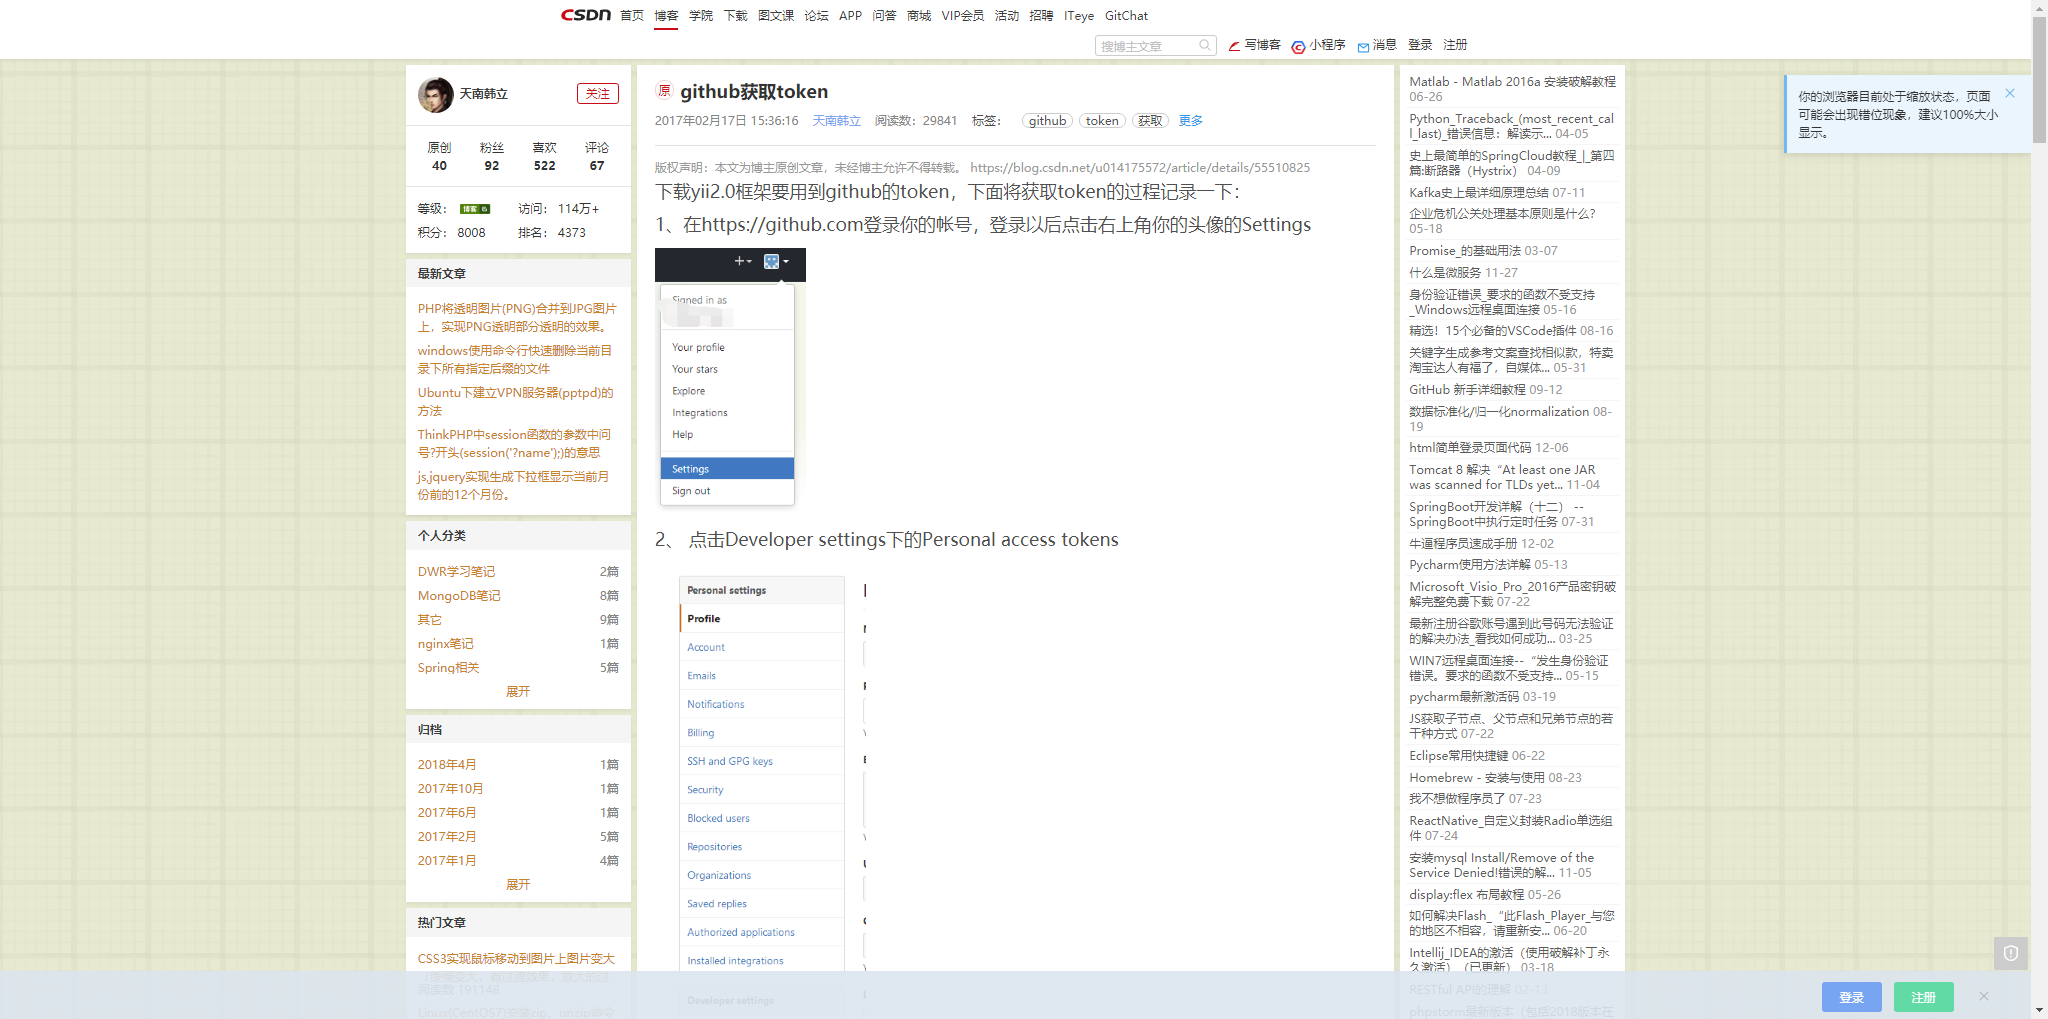 CSDN 首页 博客 学院 下载 图文课 论坛 APP 问答 商城 VIP会员 活动 招聘 ITeye GitChat
搜博主文章 写博客 小程序 消息 登录 注册
天南韩立 关注
原创 粉丝 喜欢 评论
40 92 522 67
等级： 博客 6 访问： 114万+
积分： 8008 排名： 4373
最新文章
PHP将透明图片(PNG)合并到JPG图片
上，实现PNG透明部分透明的效果。
windows使用命令行快速删除当前目
录下所有指定后缀的文件
Ubuntu下建立VPN服务器(pptpd)的
方法
ThinkPHP中session函数的参数中问
号?开头(session('?name');)的意思
js,jquery实现生成下拉框显示当前月
份前的12个月份。
个人分类
DWR学习笔记 2篇
MongoDB笔记 8篇
其它 9篇
nginx笔记 1篇
Spring相关 5篇
展开
归档
2018年4月 1篇
2017年10月 1篇
2017年6月 1篇
2017年2月 5篇
2017年1月 4篇
展开
热门文章
CSS3实现鼠标移动到图片上图片变大
阅读数 191148
Linux(CentOS7)安装zip、unzip命令
原 github获取token
2017年02月17日 15:36:16 天南韩立 阅读数：29841 标签： github token 获取 更多
版权声明：本文为博主原创文章，未经博主允许不得转载。 https://blog.csdn.net/u014175572/article/details/55510825
下载yii2.0框架要用到github的token，下面将获取token的过程记录一下：
1、在https://github.com登录你的帐号，登录以后点击右上角你的头像的Settings
Signed in as
Your profile
Your stars
Explore
Integrations
Help
Settings
Sign out
2、 点击Developer settings下的Personal access tokens
Personal settings
Profile
Account
Emails
Notifications
Billing
SSH and GPG keys
Security
Blocked users
Repositories
Organizations
Saved replies
Authorized applications
Installed integrations
Developer settings
Matlab - Matlab 2016a 安装破解教程
06-26
Python_Traceback_(most_recent_cal
l_last)_错误信息：解读示... 04-05
史上最简单的SpringCloud教程_|_第四
篇:断路器（Hystrix） 04-09
Kafka史上最详细原理总结 07-11
企业危机公关处理基本原则是什么?
05-18
Promise_的基础用法 03-07
什么是微服务 11-27
身份验证错误_要求的函数不受支持
_Windows远程桌面连接 05-16
精选！15个必备的VSCode插件 08-16
关键字生成参考文案查找相似款，特卖
淘宝达人有福了，自媒体... 05-31
GitHub 新手详细教程 09-12
数据标准化/归一化normalization 08-
19
html简单登录页面代码 12-06
Tomcat 8 解决“At least one JAR
was scanned for TLDs yet... 11-04
SpringBoot开发详解（十二） --
SpringBoot中执行定时任务 07-31
牛逼程序员速成手册 12-02
Pycharm使用方法详解 05-13
Microsoft_Visio_Pro_2016产品密钥破
解完整免费下载 07-22
最新注册谷歌账号遇到此号码无法验证
的解决办法_看我如何成功... 03-25
WIN7远程桌面连接--“发生身份验证
错误。要求的函数不受支持... 05-15
pycharm最新激活码 03-19
JS获取子节点、父节点和兄弟节点的若
干种方式 07-22
Eclipse常用快捷键 06-22
Homebrew - 安装与使用 08-23
我不想做程序员了 07-23
ReactNative_自定义封装Radio单选组
件 07-24
安装mysql Install/Remove of the
Service Denied!错误的解... 11-05
display:flex 布局教程 05-26
如何解决Flash_“此Flash_Player_与您
的地区不相容，请重新安... 06-20
Intellij_IDEA的激活（使用破解补丁永
久激活）（已更新） 03-18
RESTful API的理解 02-13
phpstorm最新版本（包括2018版本在
你的浏览器目前处于缩放状态，页面
可能会出现错位现象，建议100%大小
显示。
登录 注册